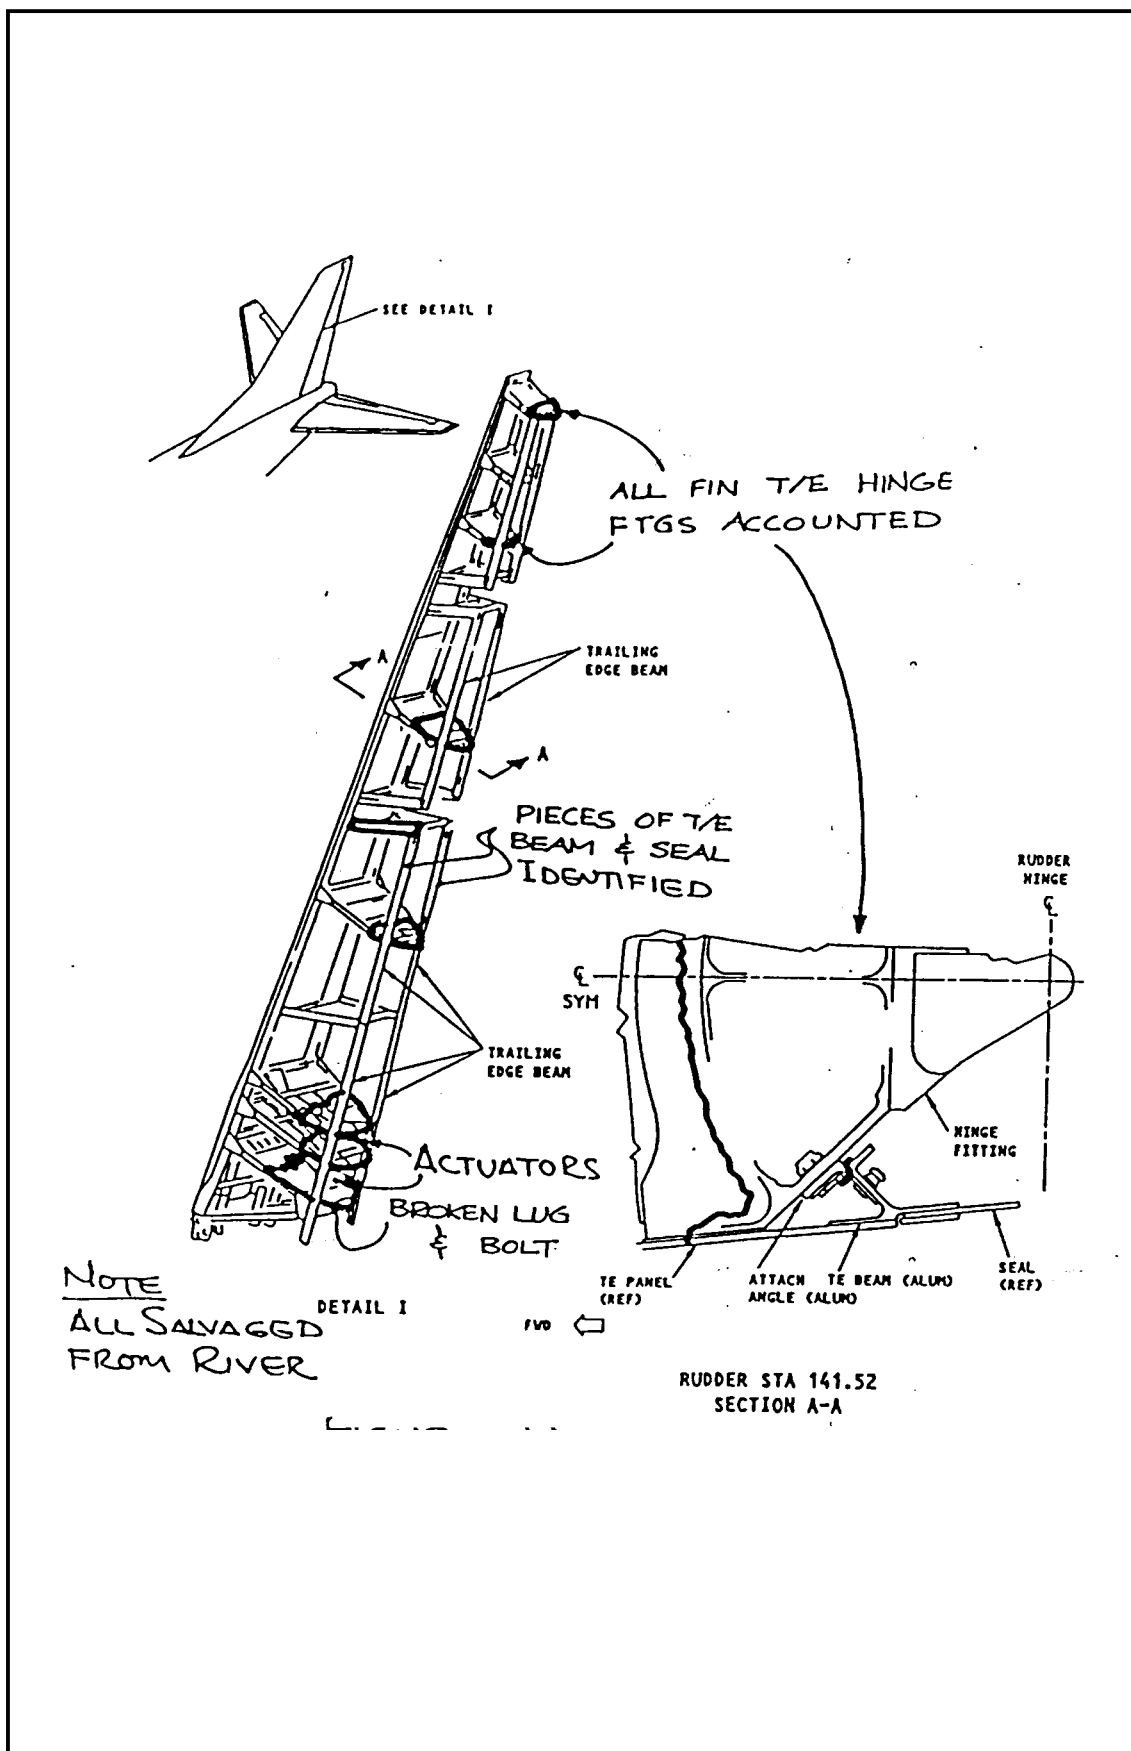 SEE DETAIL I
ALL FIN T/E HINGE
FTGS ACCOUNTED
A
TRAILING
EDGE BEAM
A
PIECES OF T/E
BEAM & SEAL
IDENTIFIED
RUDDER
HINGE
℄
℄
SYM
TRAILING
EDGE BEAM
HINGE
FITTING
ACTUATORS
BROKEN LUG
& BOLT
TE PANEL
(REF)
ATTACH
ANGLE (ALUM)
TE BEAM (ALUM)
SEAL
(REF)
NOTE
ALL SALVAGED
FROM RIVER
DETAIL I
FWD
RUDDER STA 141.52
SECTION A-A